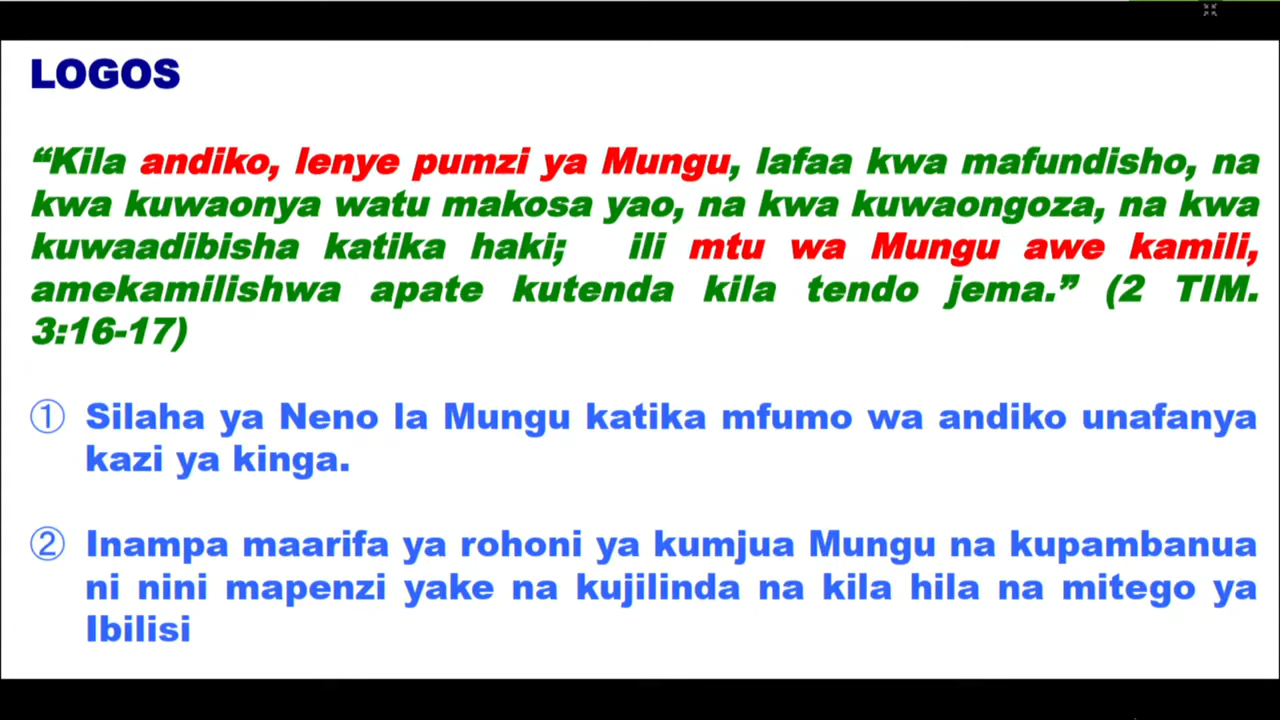 LOGOS
“Kila andiko, lenye pumzi ya Mungu, lafaa kwa mafundisho, na
kwa kuwaonya watu makosa yao, na kwa kuwaongoza, na kwa
kuwaadibisha katika haki; ili mtu wa Mungu awe kamili,
amekamilishwa apate kutenda kila tendo jema.” (2 TIM.
3:16-17)
① Silaha ya Neno la Mungu katika mfumo wa andiko unafanya
kazi ya kinga.
② Inampa maarifa ya rohoni ya kumjua Mungu na kupambanua
ni nini mapenzi yake na kujilinda na kila hila na mitego ya
Ibilisi